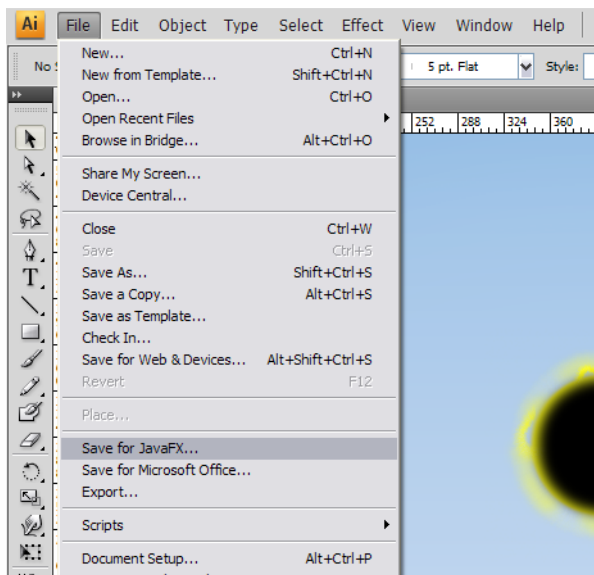 Ai File Edit Object Type Select Effect View Window Help
No 5 pt. Flat Style:
New... Ctrl+N
New from Template... Shift+Ctrl+N
Open... Ctrl+O
Open Recent Files
Browse in Bridge... Alt+Ctrl+O
252 288 324 360
Share My Screen...
Device Central...
Close Ctrl+W
Save Ctrl+S
Save As... Shift+Ctrl+S
Save a Copy... Alt+Ctrl+S
Save as Template...
Check In...
Save for Web & Devices... Alt+Shift+Ctrl+S
Revert F12
Place...
Save for JavaFX...
Save for Microsoft Office...
Export...
Scripts
Document Setup... Alt+Ctrl+P